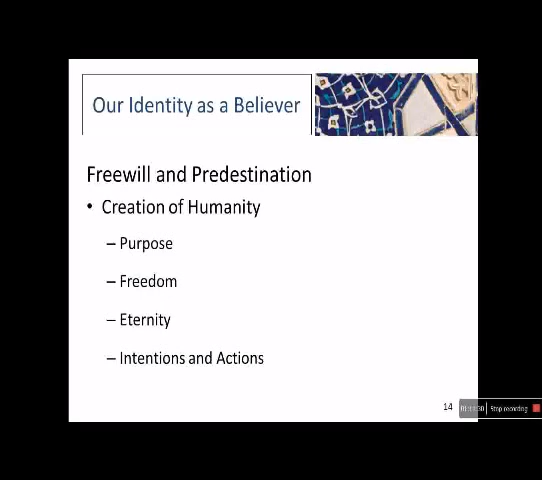 Our Identity as a Believer
Freewill and Predestination
• Creation of Humanity
– Purpose
– Freedom
– Eternity
– Intentions and Actions
14
Stop recording